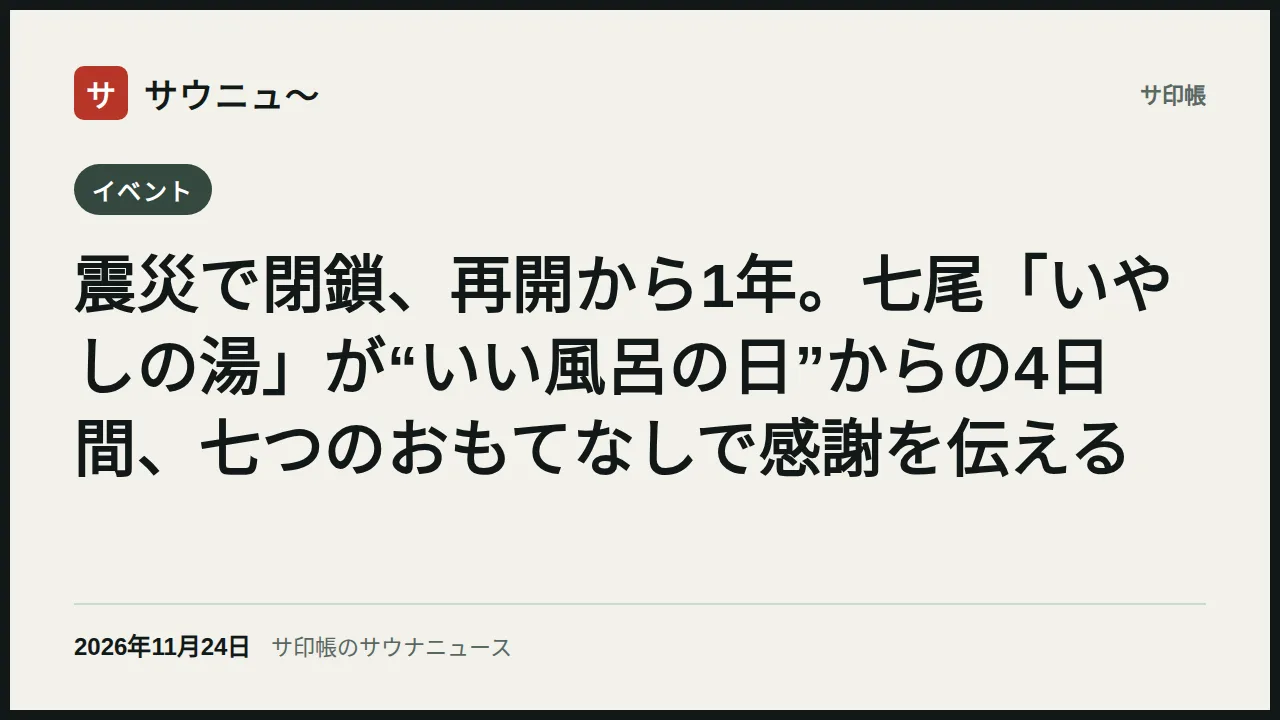 サ サウニュ〜
サ印帳
イベント
震災で閉鎖、再開から1年。七尾「いや
しの湯」が“いい風呂の日”からの4日
間、七つのおもてなしで感謝を伝える
2026年11月24日 サ印帳のサウナニュース